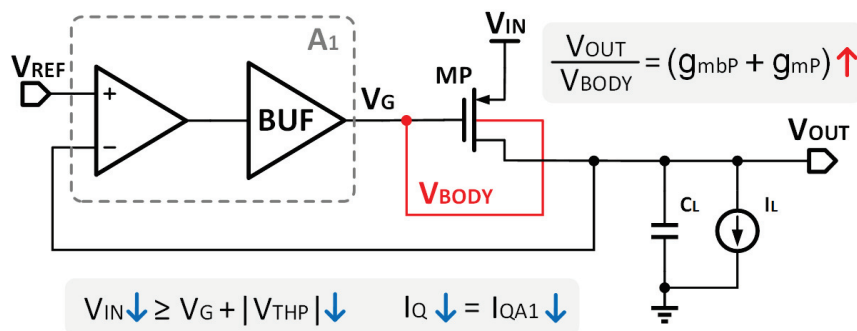 A1
VIN
VREF
+
−
BUF
VG
MP
VOUT / VBODY = (gmbP + gmP) ↑
VOUT
VBODY
CL
IL
VIN ↓ ≥ VG + |VTHP| ↓
IQ ↓ = IQA1 ↓